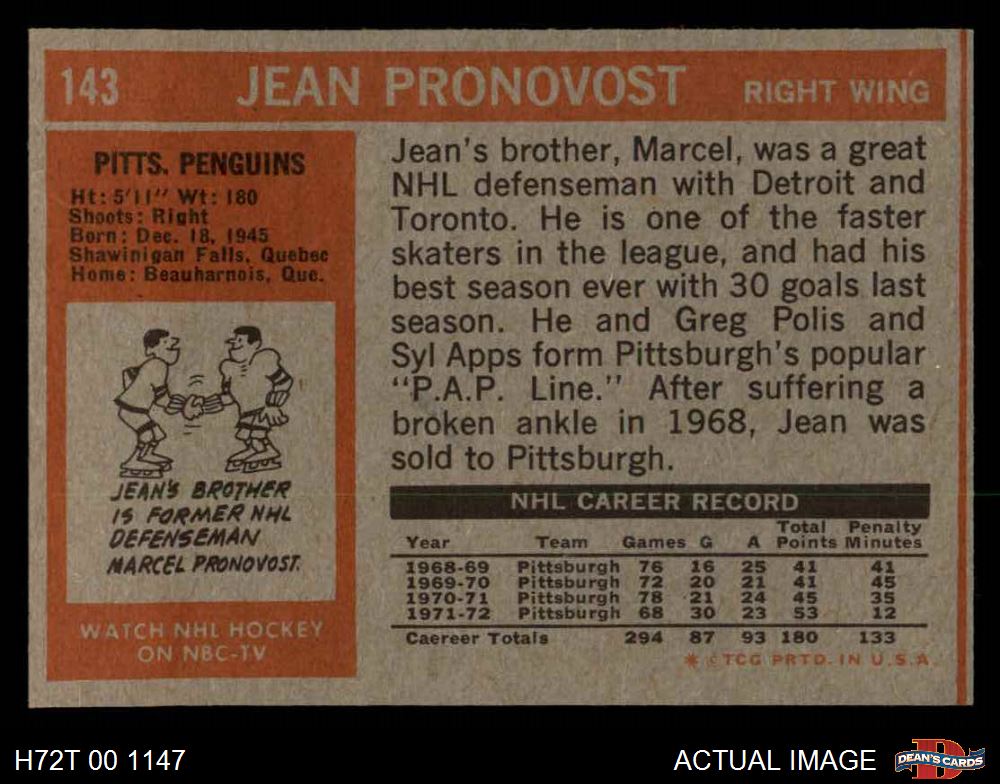 143 JEAN PRONOVOST RIGHT WING
PITTS. PENGUINS
Ht: 5'11" Wt: 180
Shoots: Right
Born: Dec. 18, 1945
Shawinigan Falls, Quebec
Home: Beauharnois, Que.
JEAN'S BROTHER
IS FORMER NHL
DEFENSEMAN
MARCEL PRONOVOST.
WATCH NHL HOCKEY
ON NBC-TV
Jean's brother, Marcel, was a great
NHL defenseman with Detroit and
Toronto. He is one of the faster
skaters in the league, and had his
best season ever with 30 goals last
season. He and Greg Polis and
Syl Apps form Pittsburgh's popular
"P.A.P. Line." After suffering a
broken ankle in 1968, Jean was
sold to Pittsburgh.
NHL CAREER RECORD
Year Team Games G A Total Points Penalty Minutes
1968-69 Pittsburgh 76 16 25 41 41
1969-70 Pittsburgh 72 20 21 41 45
1970-71 Pittsburgh 78 21 24 45 35
1971-72 Pittsburgh 68 30 23 53 12
Caereer Totals 294 87 93 180 133
* © TCG PRTD. IN U.S.A.
H72T 00 1147
ACTUAL IMAGE
DEAN'S CARDS